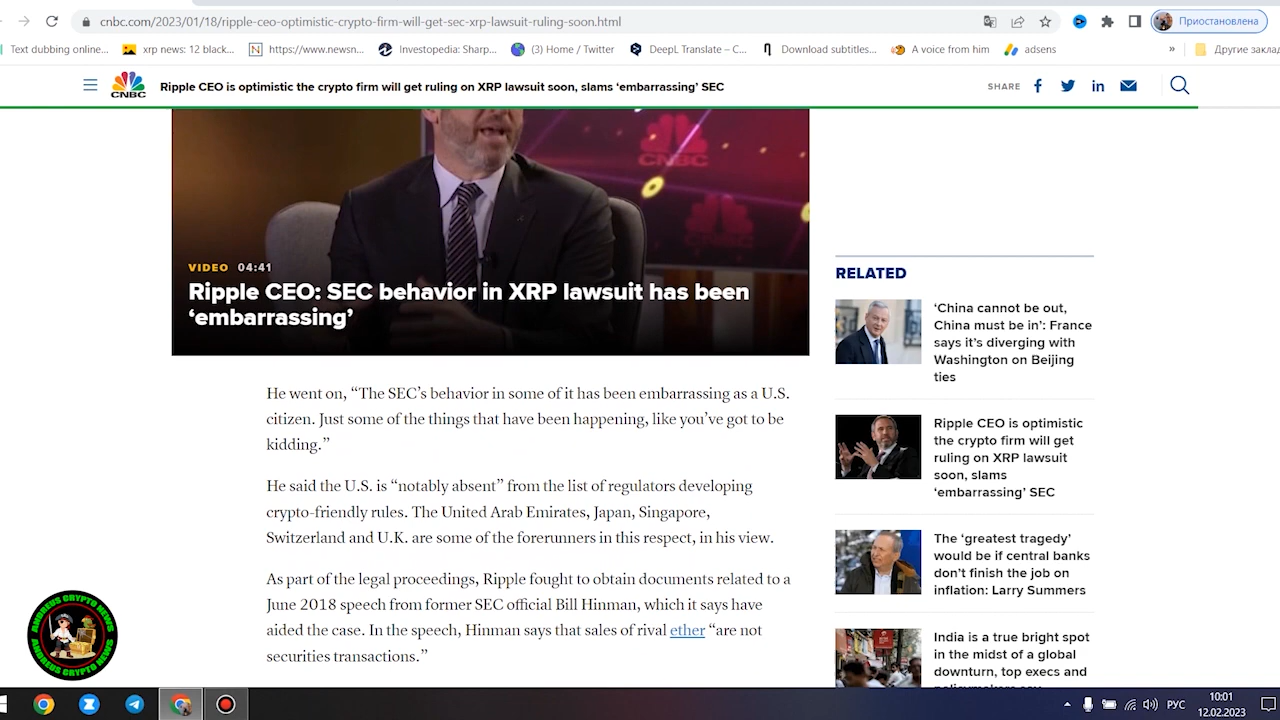 cnbc.com/2023/01/18/ripple-ceo-optimistic-crypto-firm-will-get-sec-xrp-lawsuit-ruling-soon.html
Приостановлена
Text dubbing online...
xrp news: 12 black...
https://www.newsn...
Investopedia: Sharp...
(3) Home / Twitter
DeepL Translate – C...
Download subtitles...
A voice from him
adsens
»
Другие закла
CNBC
Ripple CEO is optimistic the crypto firm will get ruling on XRP lawsuit soon, slams ‘embarrassing’ SEC
SHARE
CNBC
VIDEO 04:41
Ripple CEO: SEC behavior in XRP lawsuit has been
‘embarrassing’
He went on, “The SEC’s behavior in some of it has been embarrassing as a U.S.
citizen. Just some of the things that have been happening, like you’ve got to be
kidding.”
He said the U.S. is “notably absent” from the list of regulators developing
crypto-friendly rules. The United Arab Emirates, Japan, Singapore,
Switzerland and U.K. are some of the forerunners in this respect, in his view.
As part of the legal proceedings, Ripple fought to obtain documents related to a
June 2018 speech from former SEC official Bill Hinman, which it says have
aided the case. In the speech, Hinman says that sales of rival ether “are not
securities transactions.”
RELATED
‘China cannot be out,
China must be in’: France
says it’s diverging with
Washington on Beijing
ties
Ripple CEO is optimistic
the crypto firm will get
ruling on XRP lawsuit
soon, slams
‘embarrassing’ SEC
The ‘greatest tragedy’
would be if central banks
don’t finish the job on
inflation: Larry Summers
India is a true bright spot
in the midst of a global
downturn, top execs and
ANDREUS CRYPTO NEWS
ANDREUS CRYPTO NEWS
РУС
10:01
12.02.2023